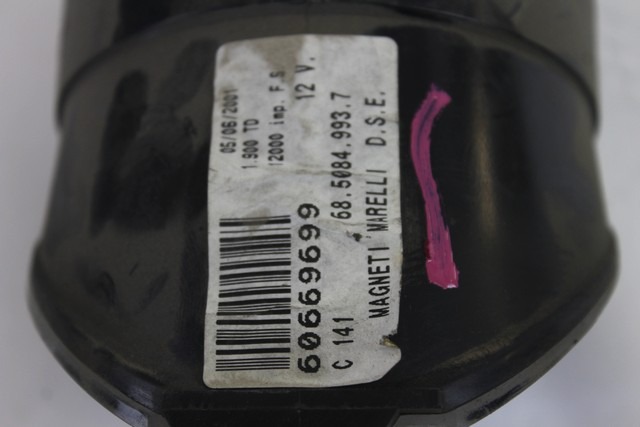 05/06/2001
1.900 TD
12000 imp. F.S
12 V.
68.5084.993.7
MAGNETI MARELLI D.S.E.
60669699
C 141